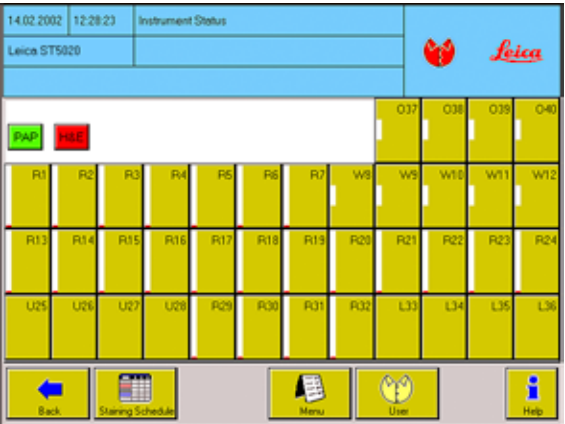 14.02.2002 12:28:23 Instrument Status
Leica ST5020
Leica
O37 O38 O39 O40
PAP H&E
R1 R2 R3 R4 R5 R6 R7 W8 W9 W10 W11 W12
R13 R14 R15 R16 R17 R18 R19 R20 R21 R22 R23 R24
U25 U26 U27 U28 R29 R30 R31 R32 L33 L34 L35 L36
Back Staining Schedule Menu User Help